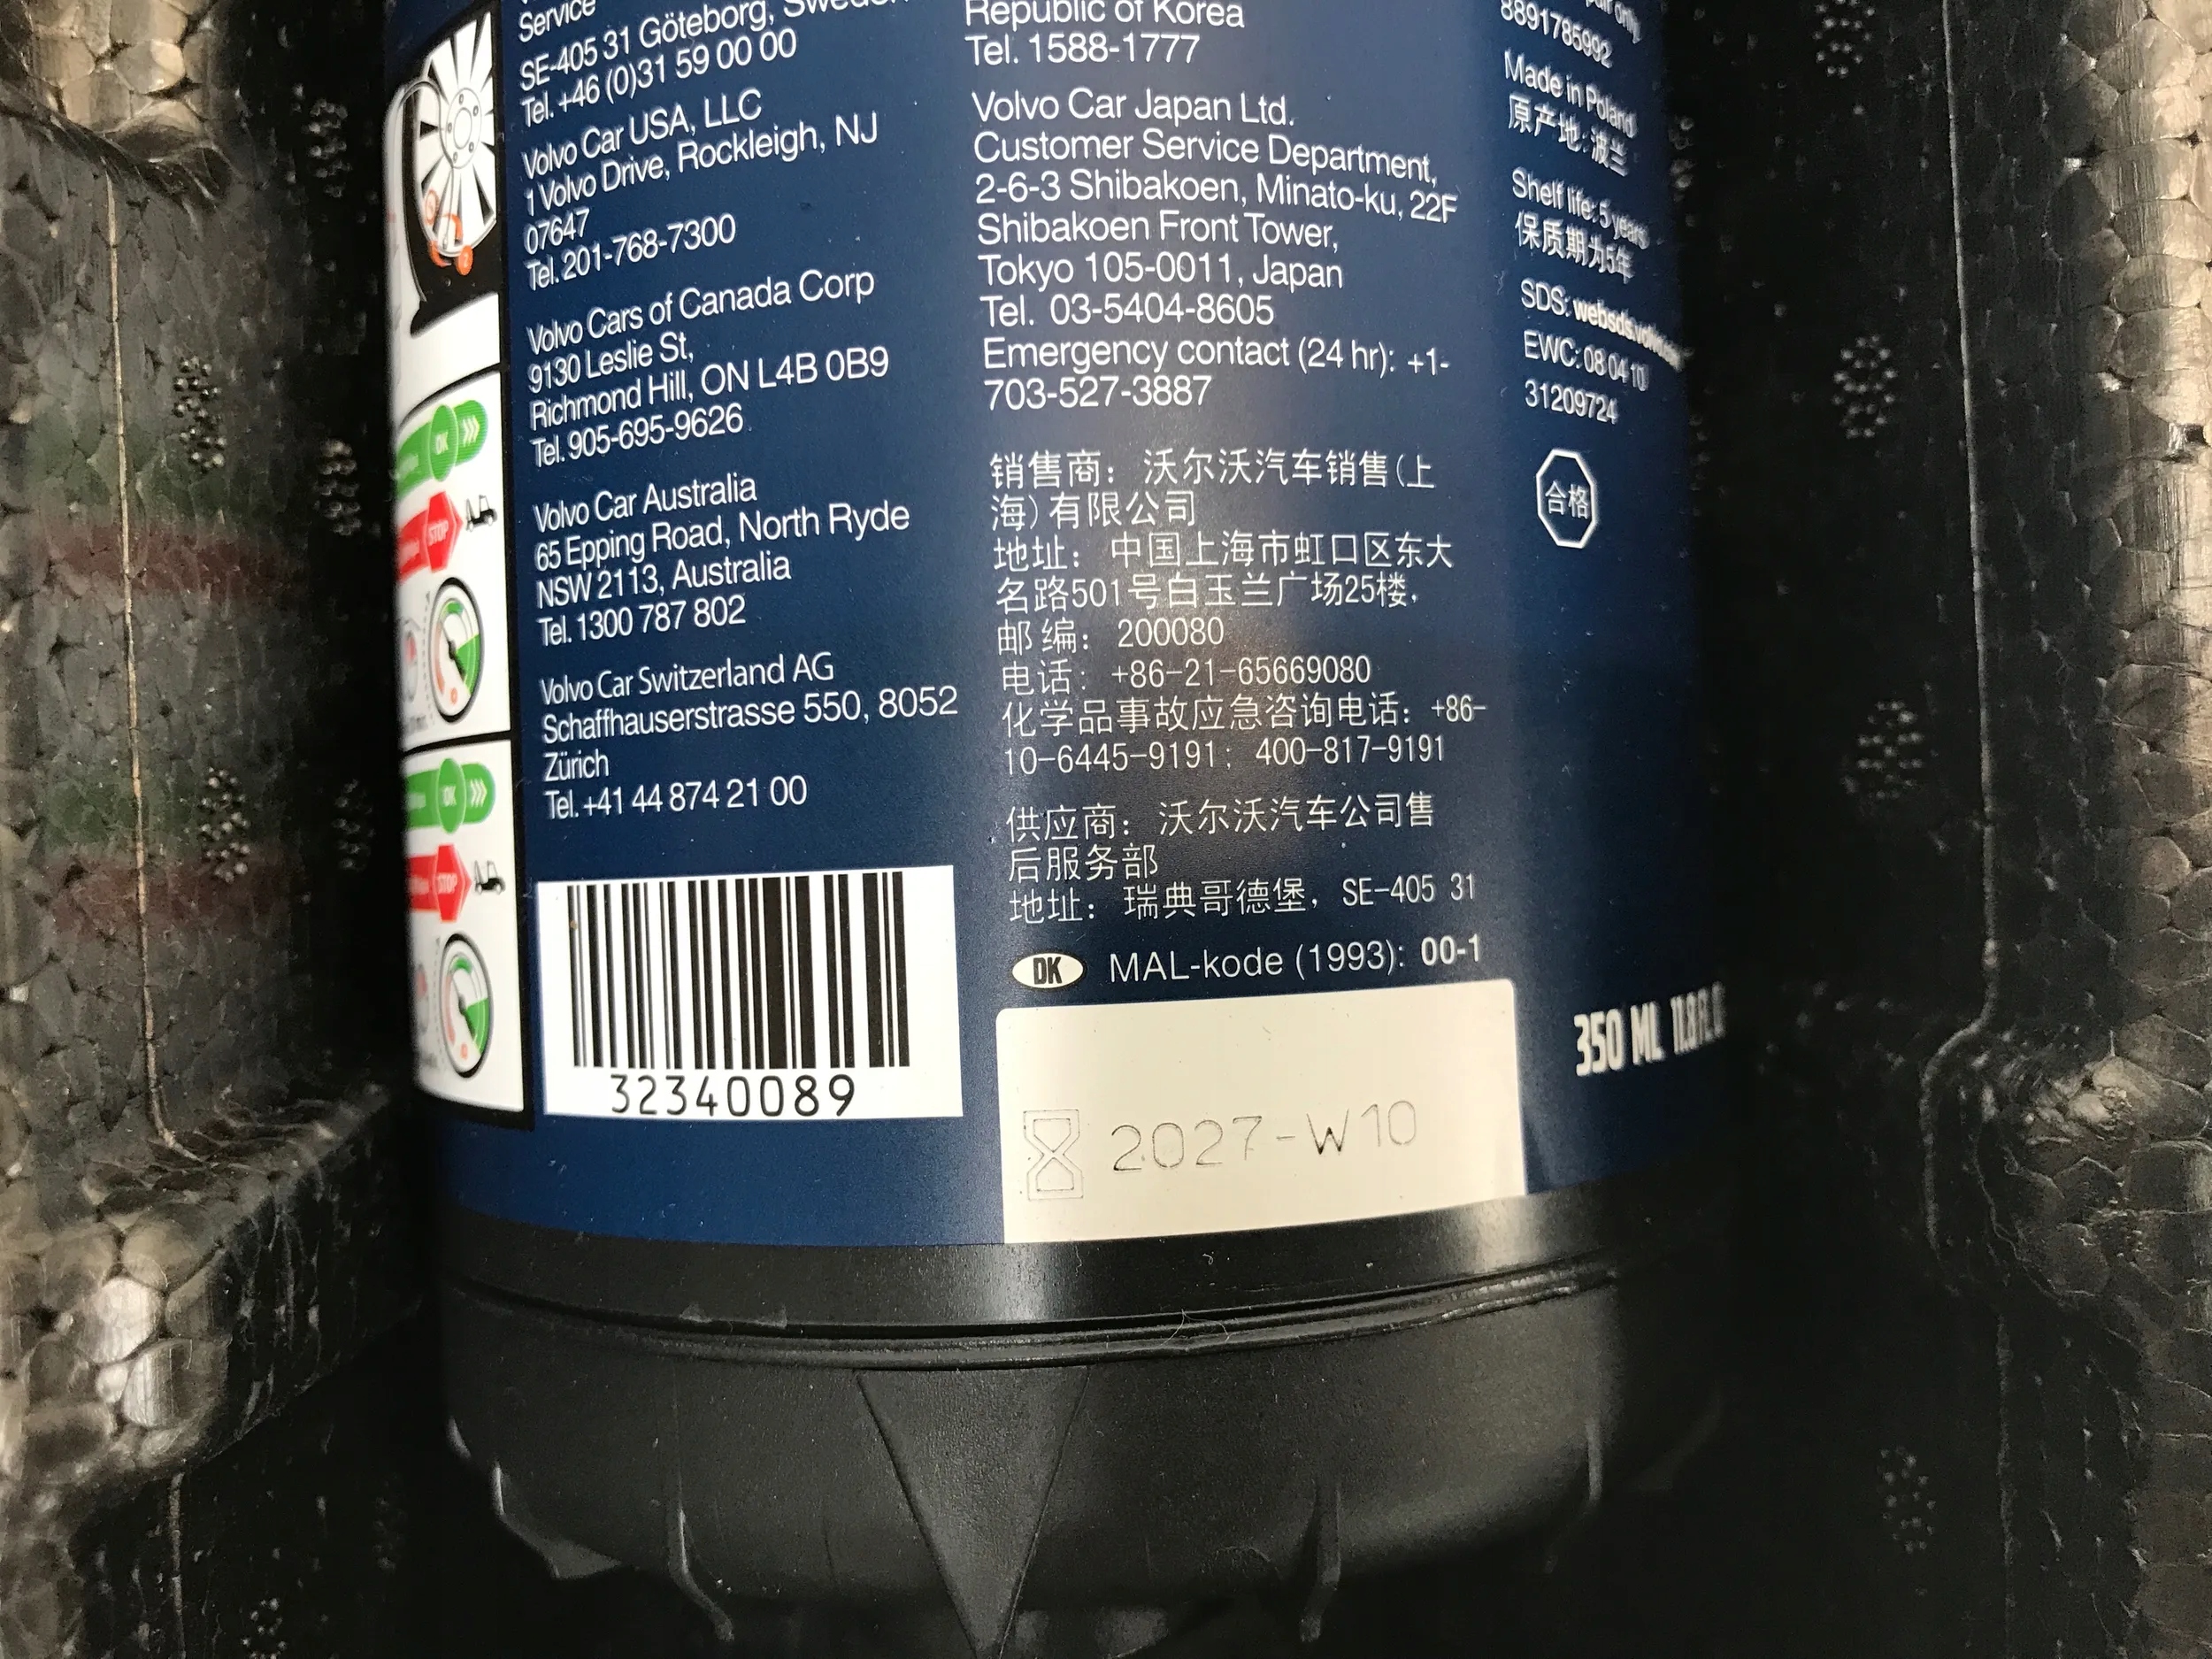 Service
SE-405 31 Göteborg, Sweden
Tel. +46 (0)31 59 00 00
Volvo Car USA, LLC
1 Volvo Drive, Rockleigh, NJ
07647
Tel. 201-768-7300
Volvo Cars of Canada Corp
9130 Leslie St,
Richmond Hill, ON L4B 0B9
Tel. 905-695-9626
Volvo Car Australia
65 Epping Road, North Ryde
NSW 2113, Australia
Tel. 1300 787 802
Volvo Car Switzerland AG
Schaffhauserstrasse 550, 8052
Zürich
Tel. +41 44 874 21 00
32340089
Republic of Korea
Tel. 1588-1777
Volvo Car Japan Ltd.
Customer Service Department,
2-6-3 Shibakoen, Minato-ku, 22F
Shibakoen Front Tower,
Tokyo 105-0011, Japan
Tel. 03-5404-8605
Emergency contact (24 hr): +1-
703-527-3887
销售商：沃尔沃汽车销售(上
海)有限公司
地址：中国上海市虹口区东大
名路501号白玉兰广场25楼，
邮编：200080
电话：+86-21-65669080
化学品事故应急咨询电话：+86-
10-6445-9191；400-817-9191
供应商：沃尔沃汽车公司售
后服务部
地址：瑞典哥德堡，SE-405 31
DK MAL-kode (1993): 00-1
2027-W10
only
8891785992
Made in Poland
原产地：波兰
Shelf life: 5 years
保质期为5年
SDS:
EWC: 08 04 10
31209724
合格
350 ML 11.8
OK
STOP
OK
STOP